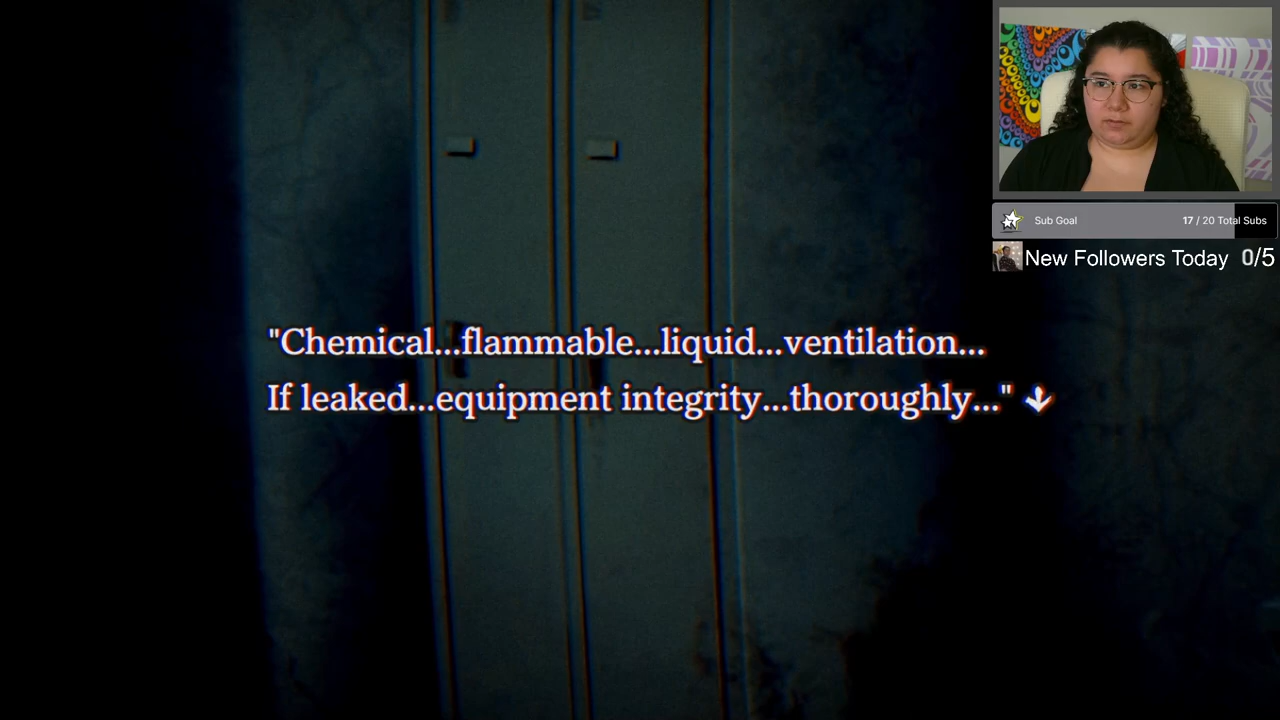 "Chemical...flammable...liquid...ventilation...
If leaked...equipment integrity...thoroughly..."
Sub Goal
17 / 20 Total Subs
New Followers Today 0/5